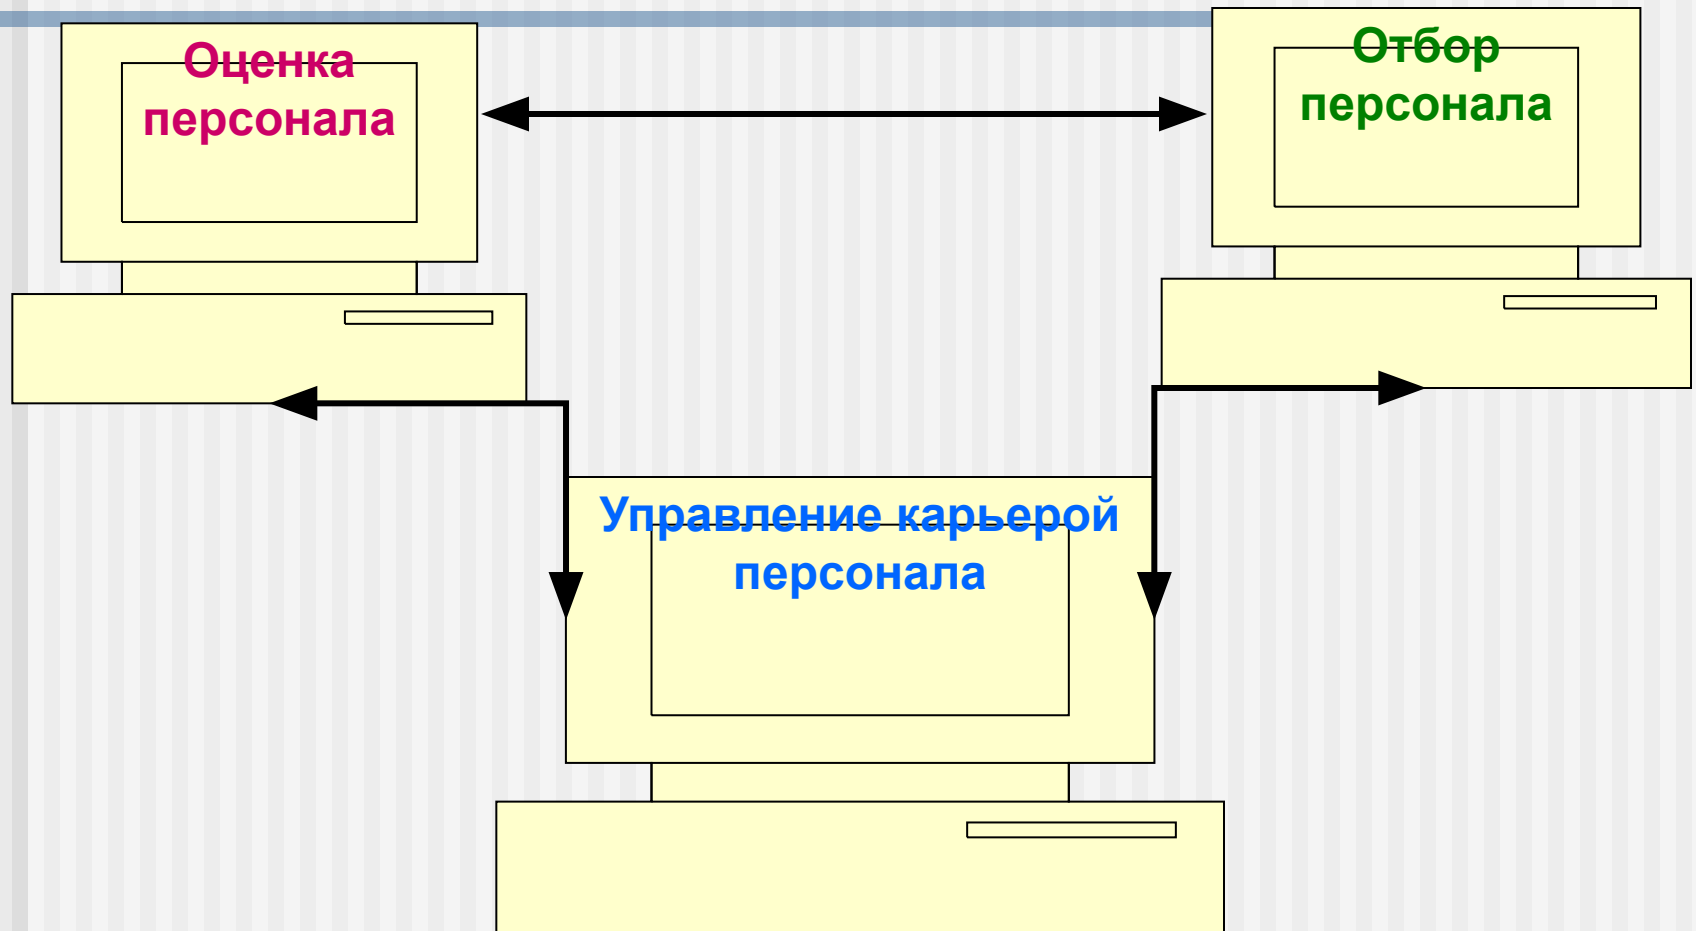 Оценка
персонала
Отбор
персонала
Управление карьерой
персонала